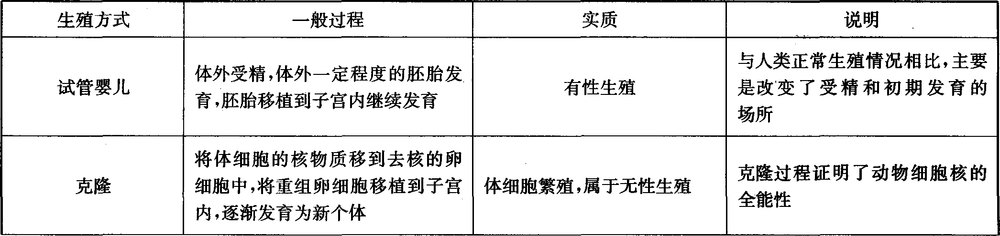 生殖方式 一般过程 实质 说明
试管婴儿
体外受精,体外一定程度的胚胎发
育,胚胎移植到子宫内继续发育
有性生殖
与人类正常生殖情况相比,主要
是改变了受精和初期发育的
场所
克隆
将体细胞的核物质移到去核的卵
细胞中,将重组卵细胞移植到子宫
内,逐渐发育为新个体
体细胞繁殖,属于无性生殖
克隆过程证明了动物细胞核的
全能性